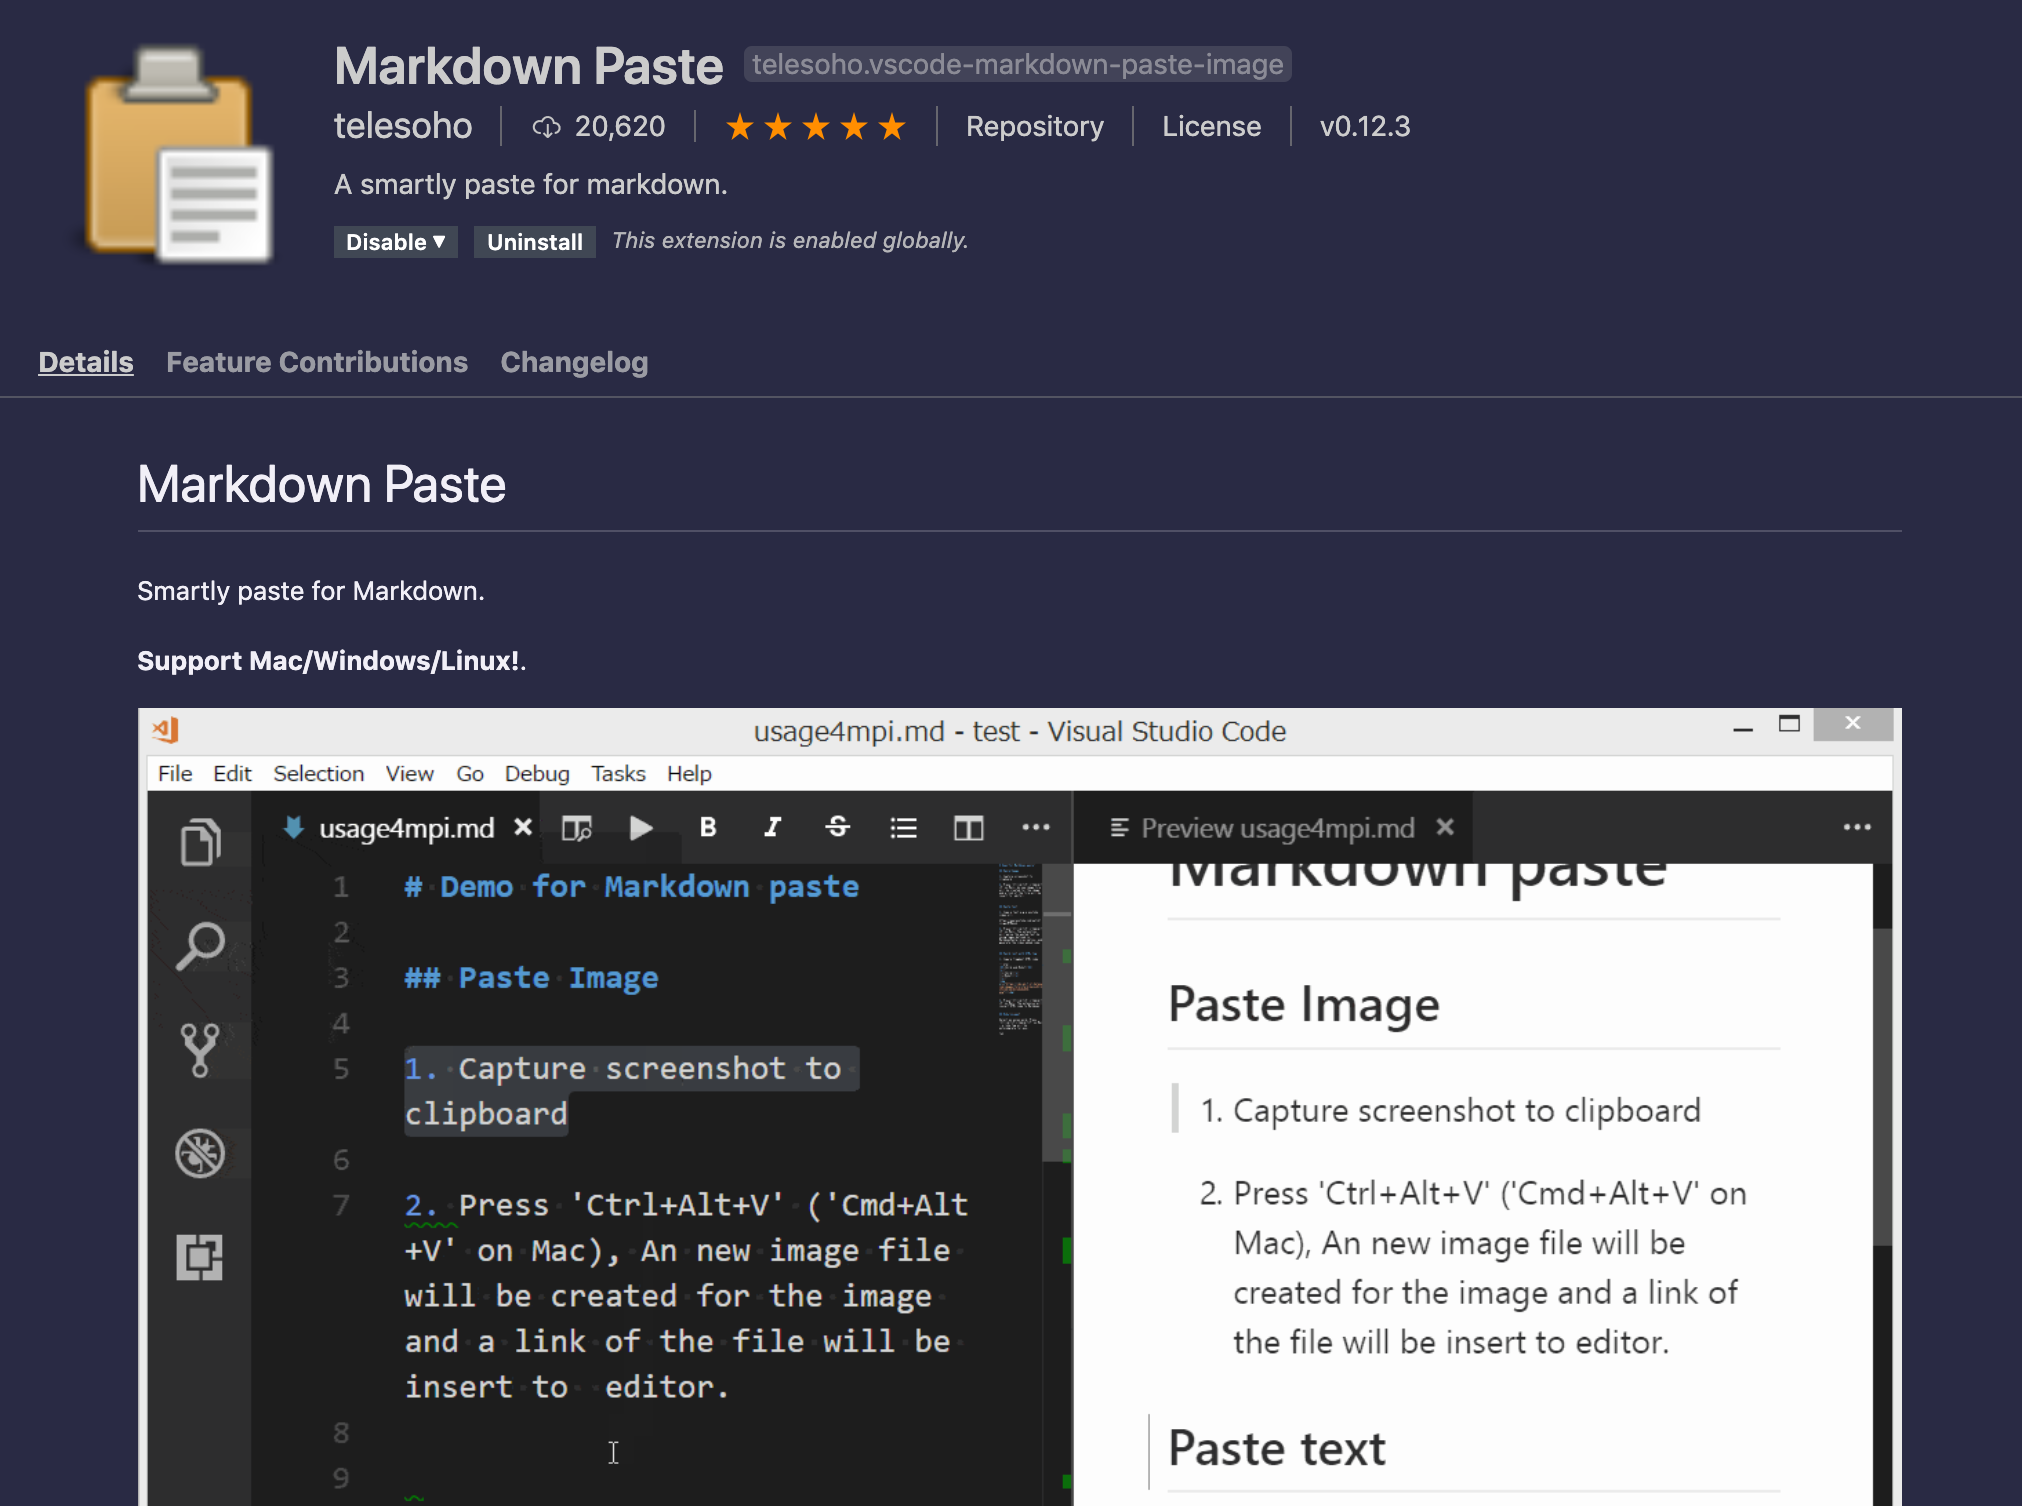 Markdown Paste telesoho.vscode-markdown-paste-image
telesoho 20,620 Repository License v0.12.3
A smartly paste for markdown.
Disable ▼ Uninstall This extension is enabled globally.
Details Feature Contributions Changelog
Markdown Paste
Smartly paste for Markdown.
Support Mac/Windows/Linux!.
usage4mpi.md - test - Visual Studio Code
File Edit Selection View Go Debug Tasks Help
usage4mpi.md
1 # Demo for Markdown paste
2
3 ## Paste Image
4
5 1. Capture screenshot to
clipboard
6
7 2. Press 'Ctrl+Alt+V' ('Cmd+Alt
+V' on Mac), An new image file
will be created for the image
and a link of the file will be
insert to  editor.
8
9
Preview usage4mpi.md
Markdown paste
Paste Image
1. Capture screenshot to clipboard
2. Press 'Ctrl+Alt+V' ('Cmd+Alt+V' on
Mac), An new image file will be
created for the image and a link of
the file will be insert to editor.
Paste text